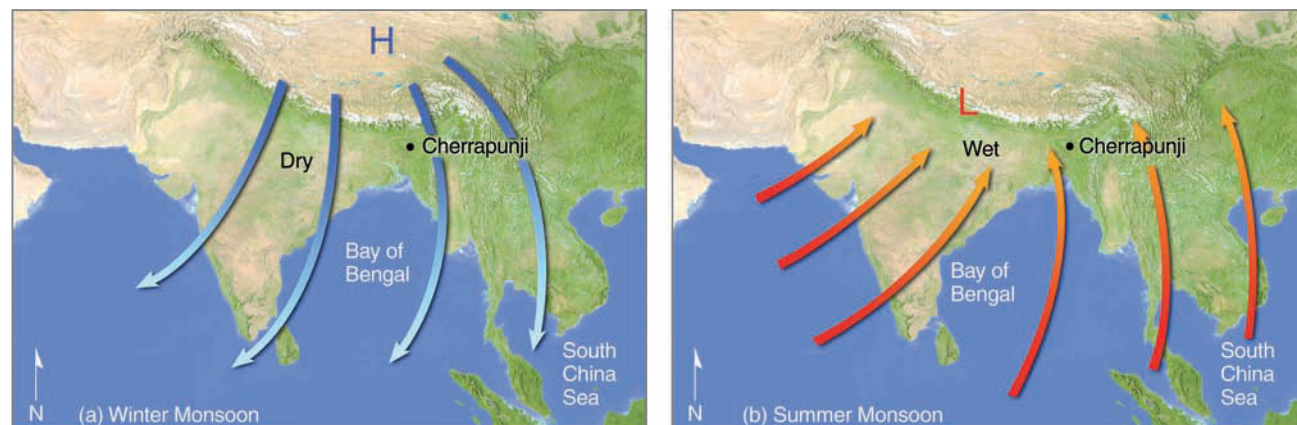 H
Dry
Cherrapunji
Bay of
Bengal
South
China
Sea
N
(a) Winter Monsoon
L
Wet
Cherrapunji
Bay of
Bengal
South
China
Sea
N
(b) Summer Monsoon